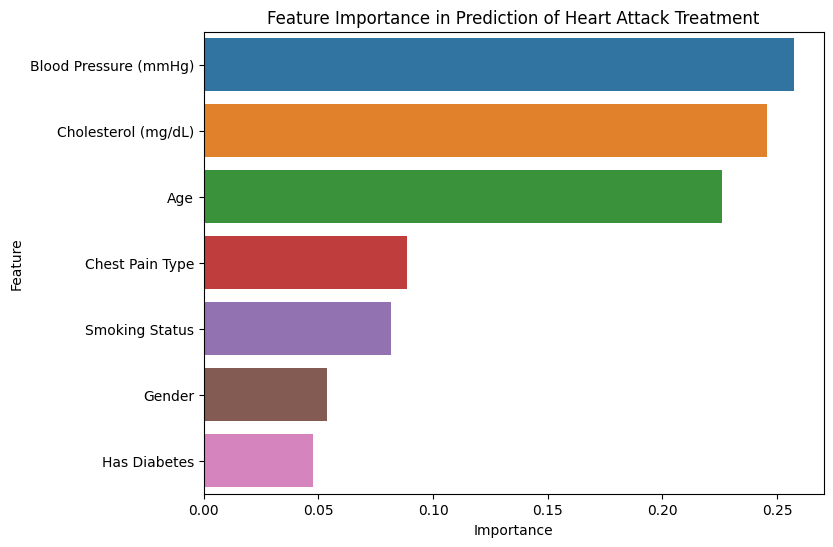 Feature Importance in Prediction of Heart Attack Treatment
Blood Pressure (mmHg)
Cholesterol (mg/dL)
Age
Chest Pain Type
Smoking Status
Gender
Has Diabetes
Feature
0.00 0.05 0.10 0.15 0.20 0.25
Importance